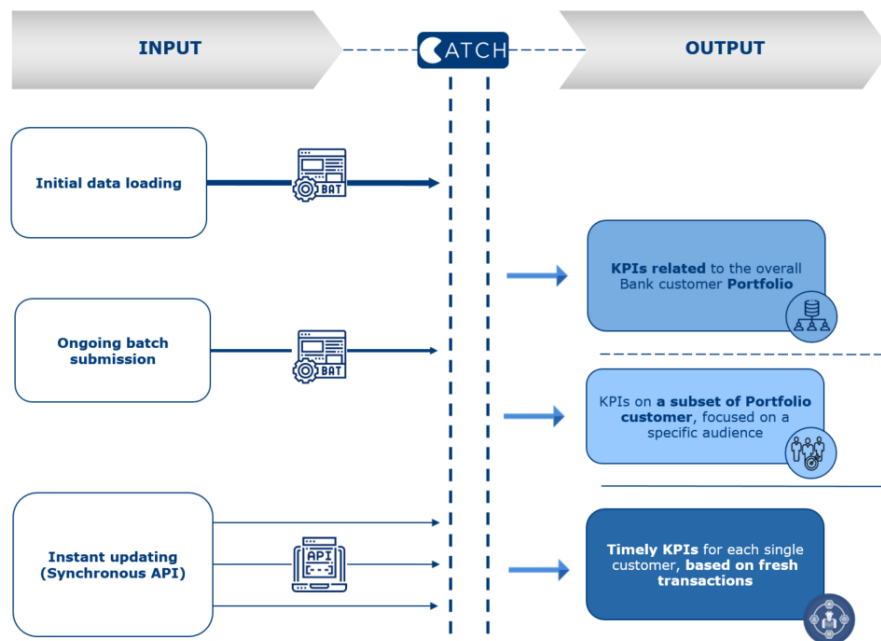 INPUT
CATCH
OUTPUT
Initial data loading
BAT
KPIs related to the overall
Bank customer Portfolio
Ongoing batch
submission
BAT
KPIs on a subset of Portfolio
customer, focused on a
specific audience
Instant updating
(Synchronous API)
API
Timely KPIs for each single
customer, based on fresh
transactions